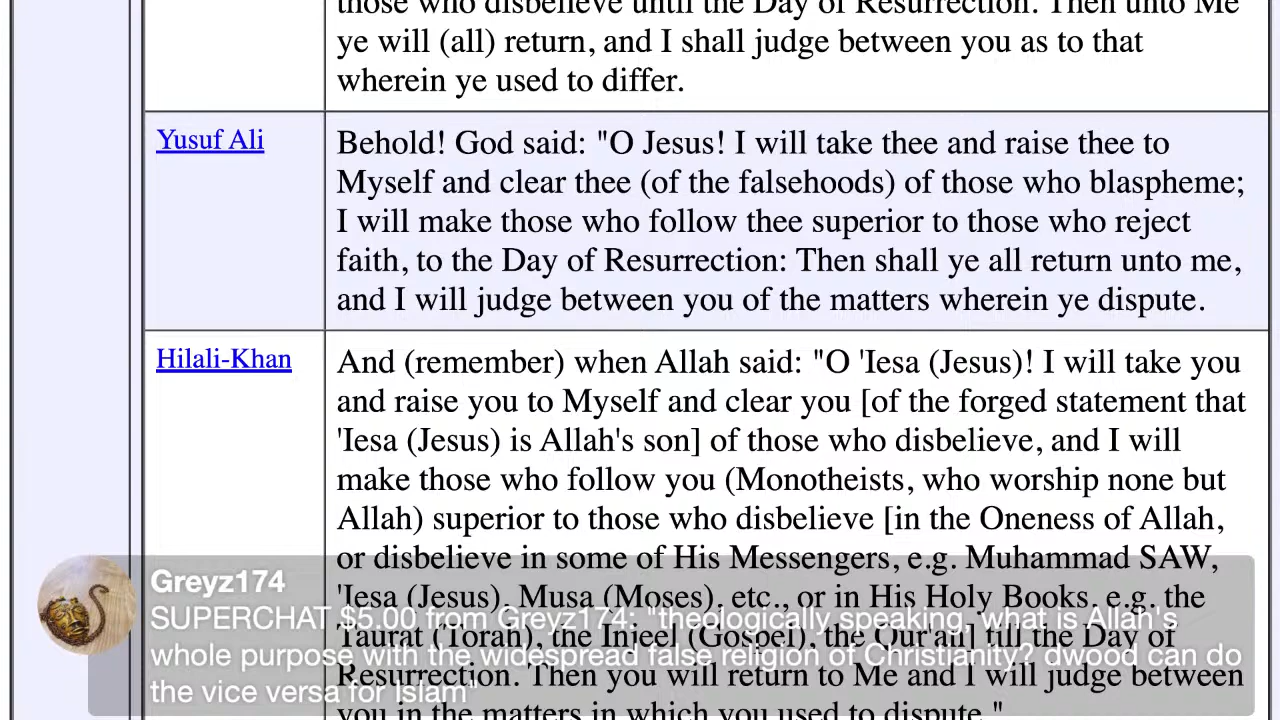 those who disbelieve until the Day of Resurrection. Then unto Me
ye will (all) return, and I shall judge between you as to that
wherein ye used to differ.
Yusuf Ali
Behold! God said: "O Jesus! I will take thee and raise thee to
Myself and clear thee (of the falsehoods) of those who blaspheme;
I will make those who follow thee superior to those who reject
faith, to the Day of Resurrection: Then shall ye all return unto me,
and I will judge between you of the matters wherein ye dispute.
Hilali-Khan
And (remember) when Allah said: "O 'Iesa (Jesus)! I will take you
and raise you to Myself and clear you [of the forged statement that
'Iesa (Jesus) is Allah's son] of those who disbelieve, and I will
make those who follow you (Monotheists, who worship none but
Allah) superior to those who disbelieve [in the Oneness of Allah,
or disbelieve in some of His Messengers, e.g. Muhammad SAW,
'Iesa (Jesus), Musa (Moses), etc., or in His Holy Books, e.g. the
Taurat (Torah), the Injeel (Gospel), the Qur'an] till the Day of
Resurrection. Then you will return to Me and I will judge between
you in the matters in which you used to dispute."
Greyz174
SUPERCHAT $5.00 from Greyz174: "theologically speaking, what is Allah's
whole purpose with the widespread false religion of Christianity? dwood can do
the vice versa for Islam"